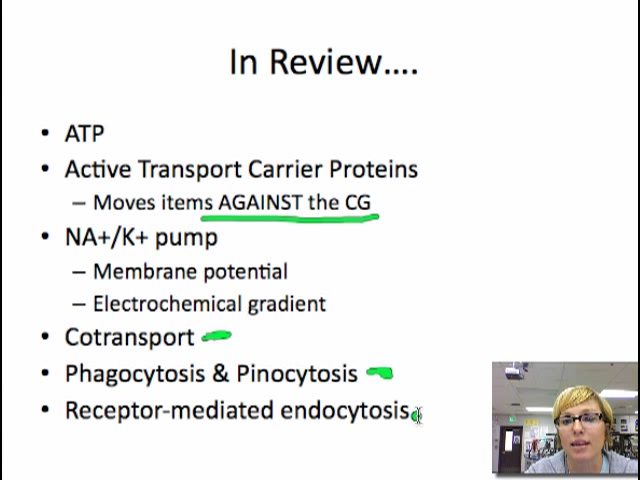 In Review....
• ATP
• Active Transport Carrier Proteins
– Moves items AGAINST the CG
• NA+/K+ pump
– Membrane potential
– Electrochemical gradient
• Cotransport
• Phagocytosis & Pinocytosis
• Receptor-mediated endocytosis